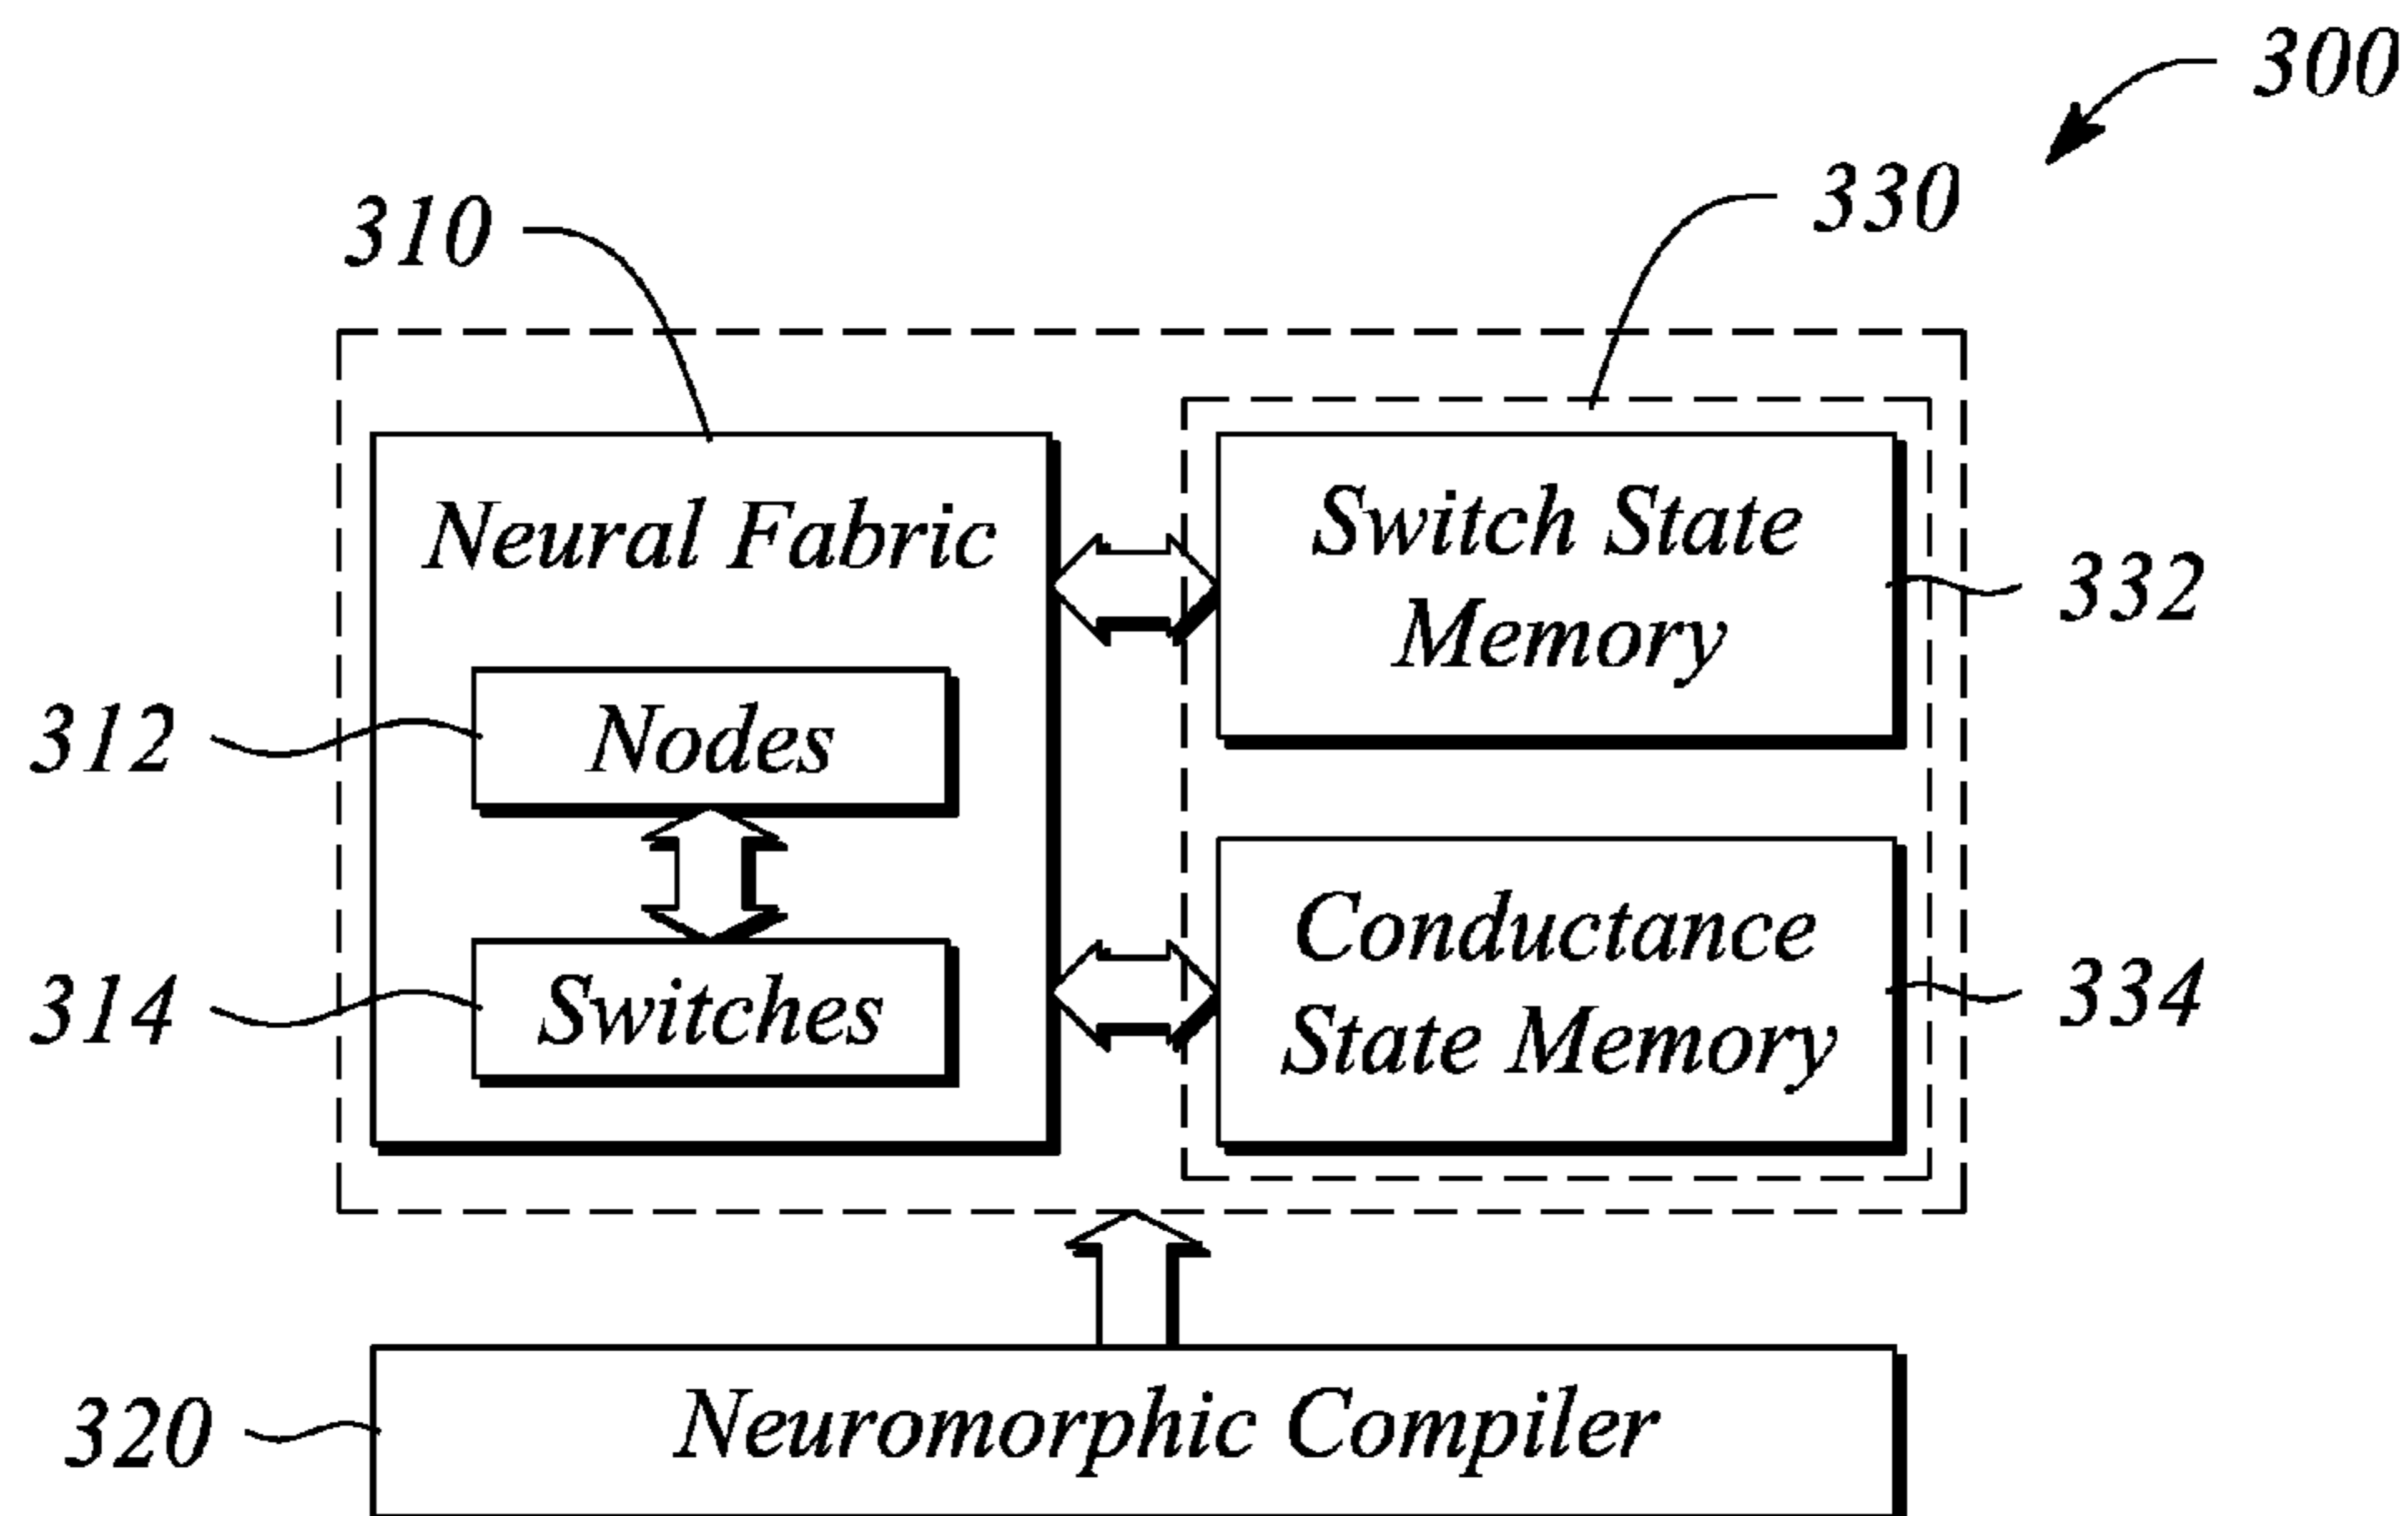 300
330
310
Neural Fabric
Switch State
Memory
332
312
Nodes
Conductance
State Memory
334
314
Switches
320
Neuromorphic Compiler